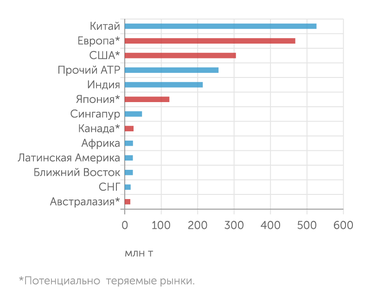 Китай
Европа*
США*
Прочий АТР
Индия
Япония*
Сингапур
Канада*
Африка
Латинская Америка
Ближний Восток
СНГ
Австралазия*
0 100 200 300 400 500 600
млн т
*Потенциально теряемые рынки.